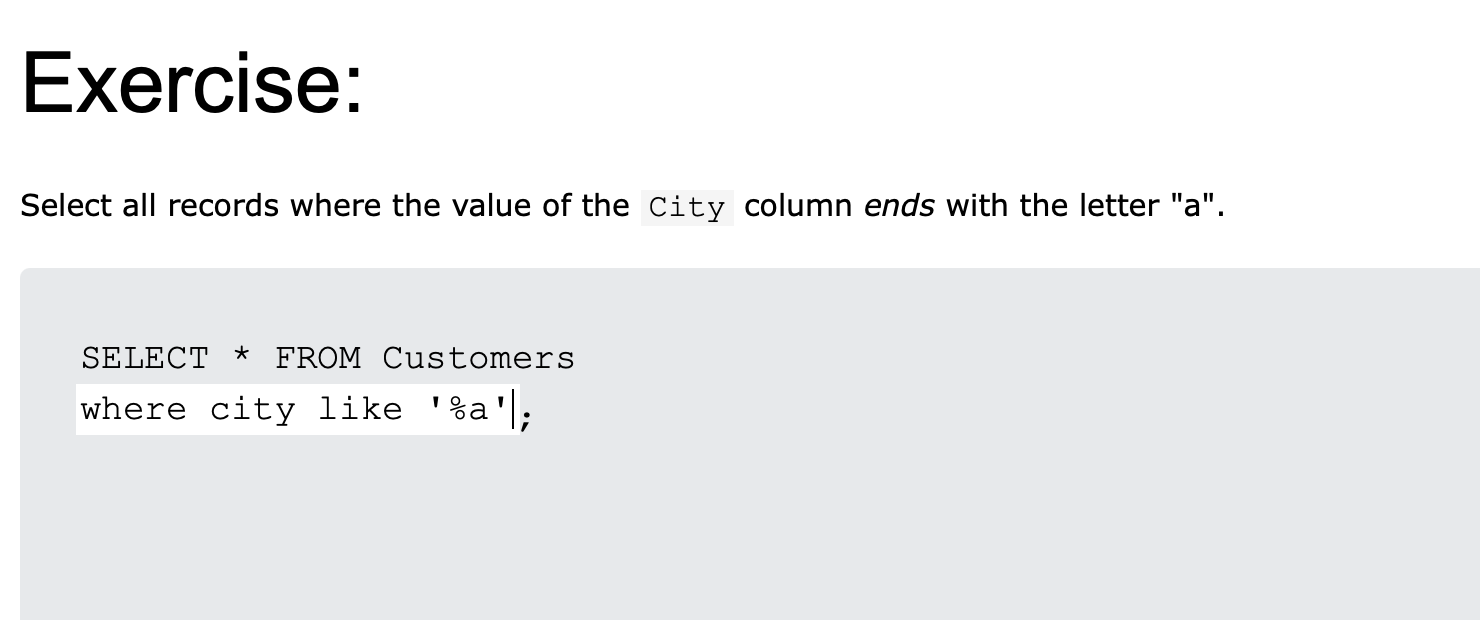 Exercise:
Select all records where the value of the City column ends with the letter "a".
SELECT * FROM Customers
where city like '%a';